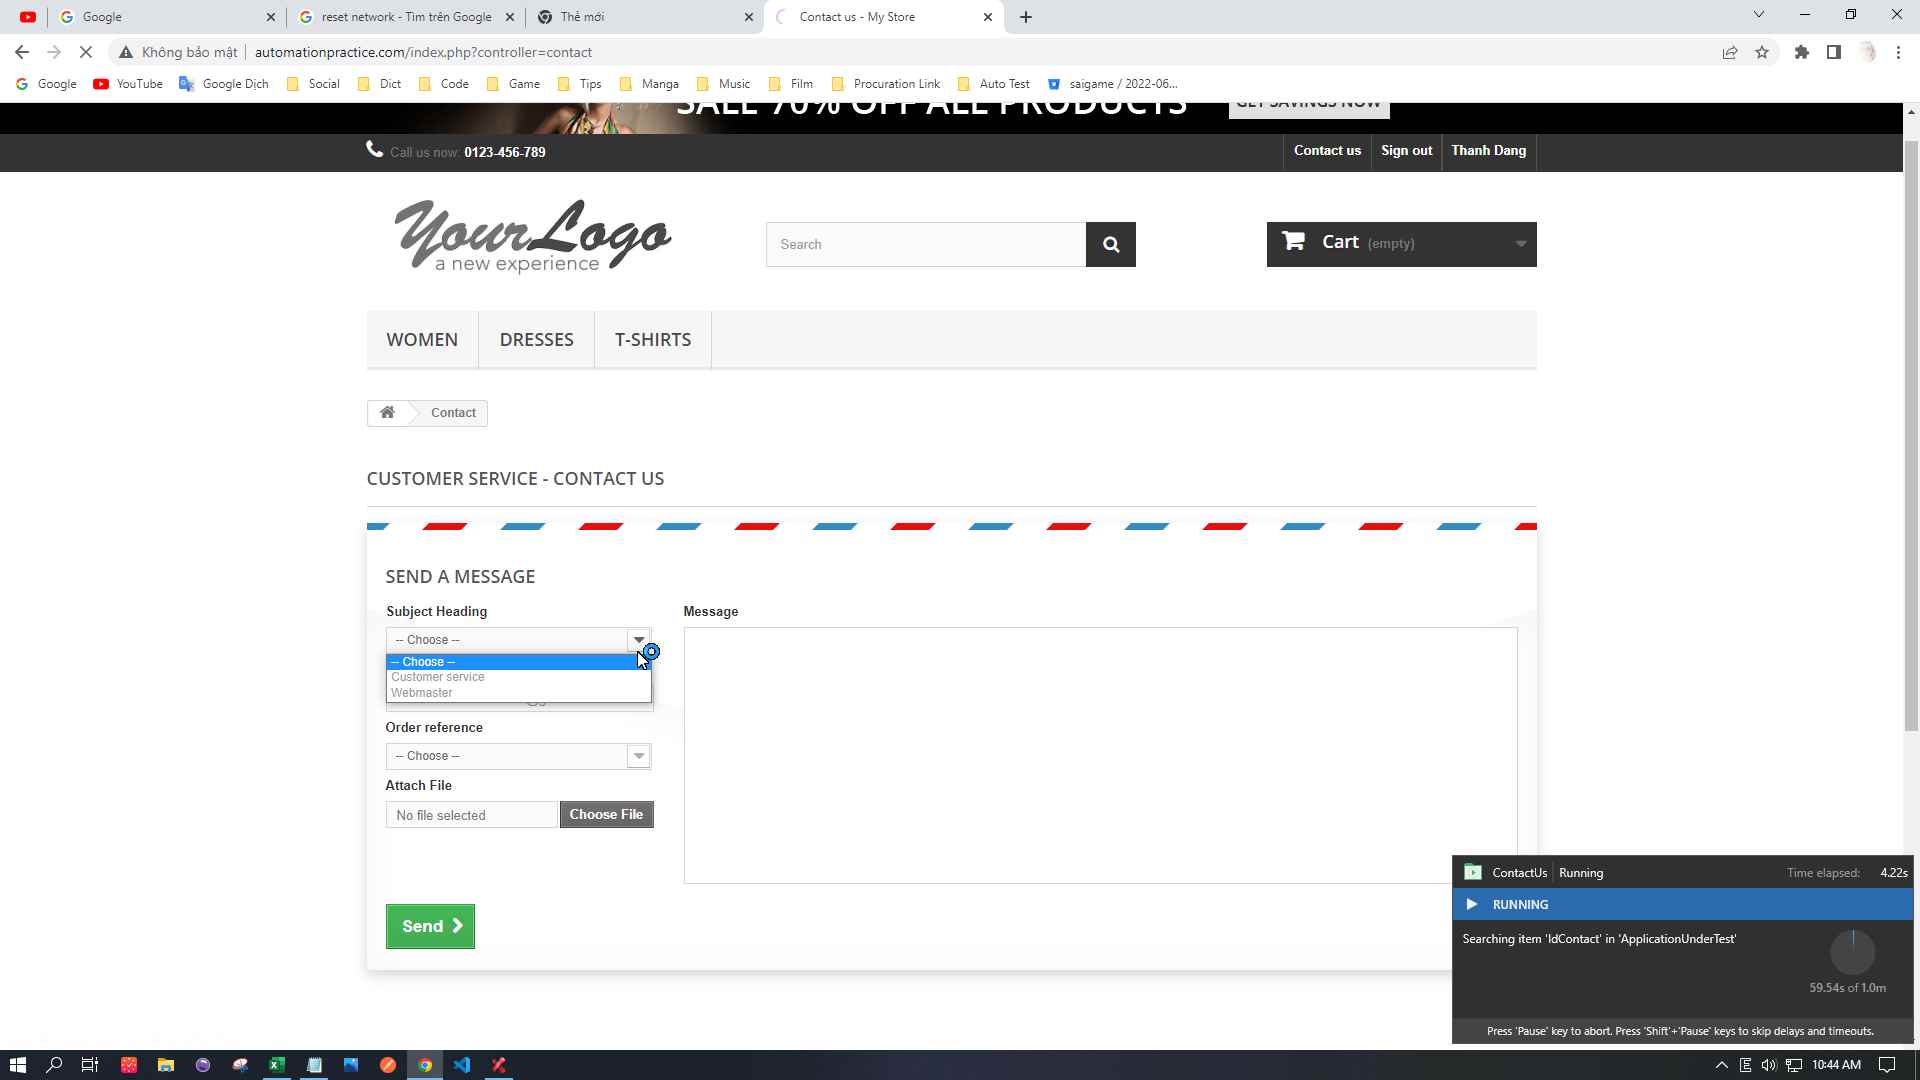 Google
reset network - Tìm trên Google
Thẻ mới
Contact us - My Store
Không bảo mật
automationpractice.com/index.php?controller=contact
Google
YouTube
Google Dịch
Social
Dict
Code
Game
Tips
Manga
Music
Film
Procuration Link
Auto Test
saigame / 2022-06...
SALE 70% OFF ALL PRODUCTS
GET SAVINGS NOW
Call us now: 0123-456-789
Contact us
Sign out
Thanh Dang
YourLogo
a new experience
Search
Cart (empty)
WOMEN
DRESSES
T-SHIRTS
Contact
CUSTOMER SERVICE - CONTACT US
SEND A MESSAGE
Subject Heading
Message
-- Choose --
-- Choose --
Customer service
Webmaster
Order reference
-- Choose --
Attach File
No file selected
Choose File
Send
ContactUs
Running
Time elapsed:
4.22s
RUNNING
Searching item 'IdContact' in 'ApplicationUnderTest'
59.54s of 1.0m
Press 'Pause' key to abort. Press 'Shift'+'Pause' keys to skip delays and timeouts.
10:44 AM